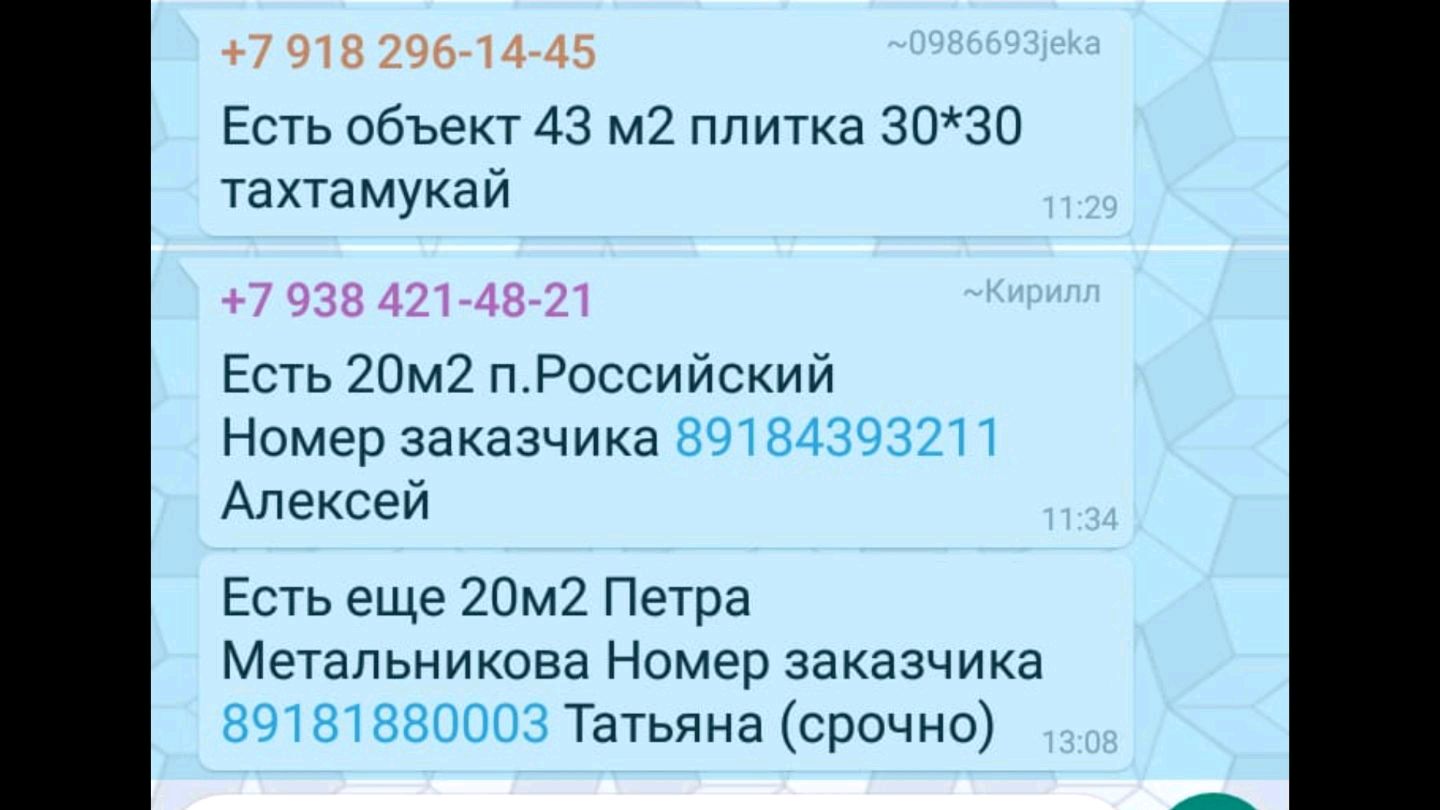 +7 918 296-14-45 ~0986693jeka
Есть объект 43 м2 плитка 30*30
тахтамукай
11:29
+7 938 421-48-21 ~Кирилл
Есть 20м2 п.Российский
Номер заказчика 89184393211
Алексей
11:34
Есть еще 20м2 Петра
Метальникова Номер заказчика
89181880003 Татьяна (срочно)
13:08